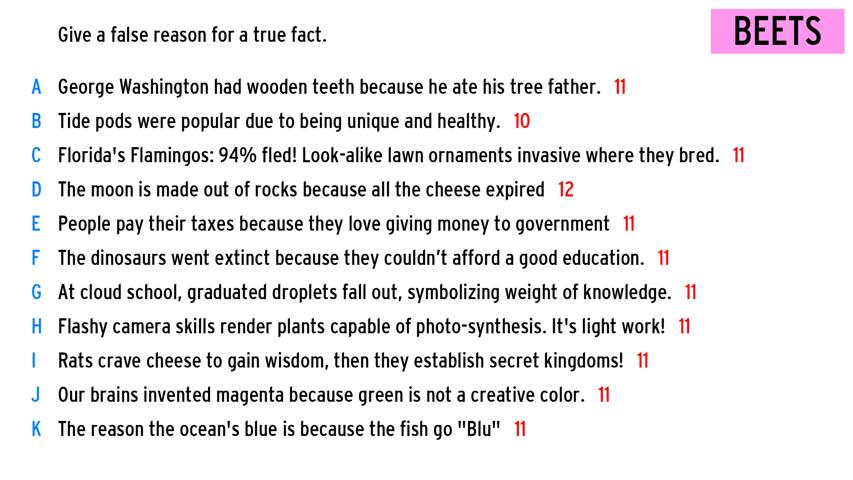 Give a false reason for a true fact.
BEETS
A George Washington had wooden teeth because he ate his tree father. 11
B Tide pods were popular due to being unique and healthy. 10
C Florida's Flamingos: 94% fled! Look-alike lawn ornaments invasive where they bred. 11
D The moon is made out of rocks because all the cheese expired 12
E People pay their taxes because they love giving money to government 11
F The dinosaurs went extinct because they couldn’t afford a good education. 11
G At cloud school, graduated droplets fall out, symbolizing weight of knowledge. 11
H Flashy camera skills render plants capable of photo-synthesis. It's light work! 11
I Rats crave cheese to gain wisdom, then they establish secret kingdoms! 11
J Our brains invented magenta because green is not a creative color. 11
K The reason the ocean's blue is because the fish go "Blu" 11